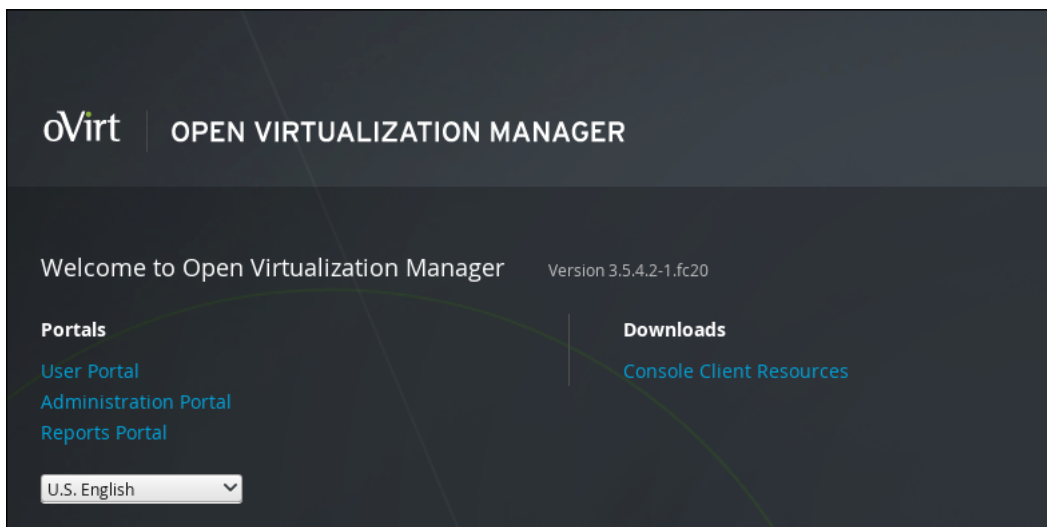 oVirt OPEN VIRTUALIZATION MANAGER
Welcome to Open Virtualization Manager Version 3.5.4.2-1.fc20
Portals
User Portal
Administration Portal
Reports Portal
Downloads
Console Client Resources
U.S. English